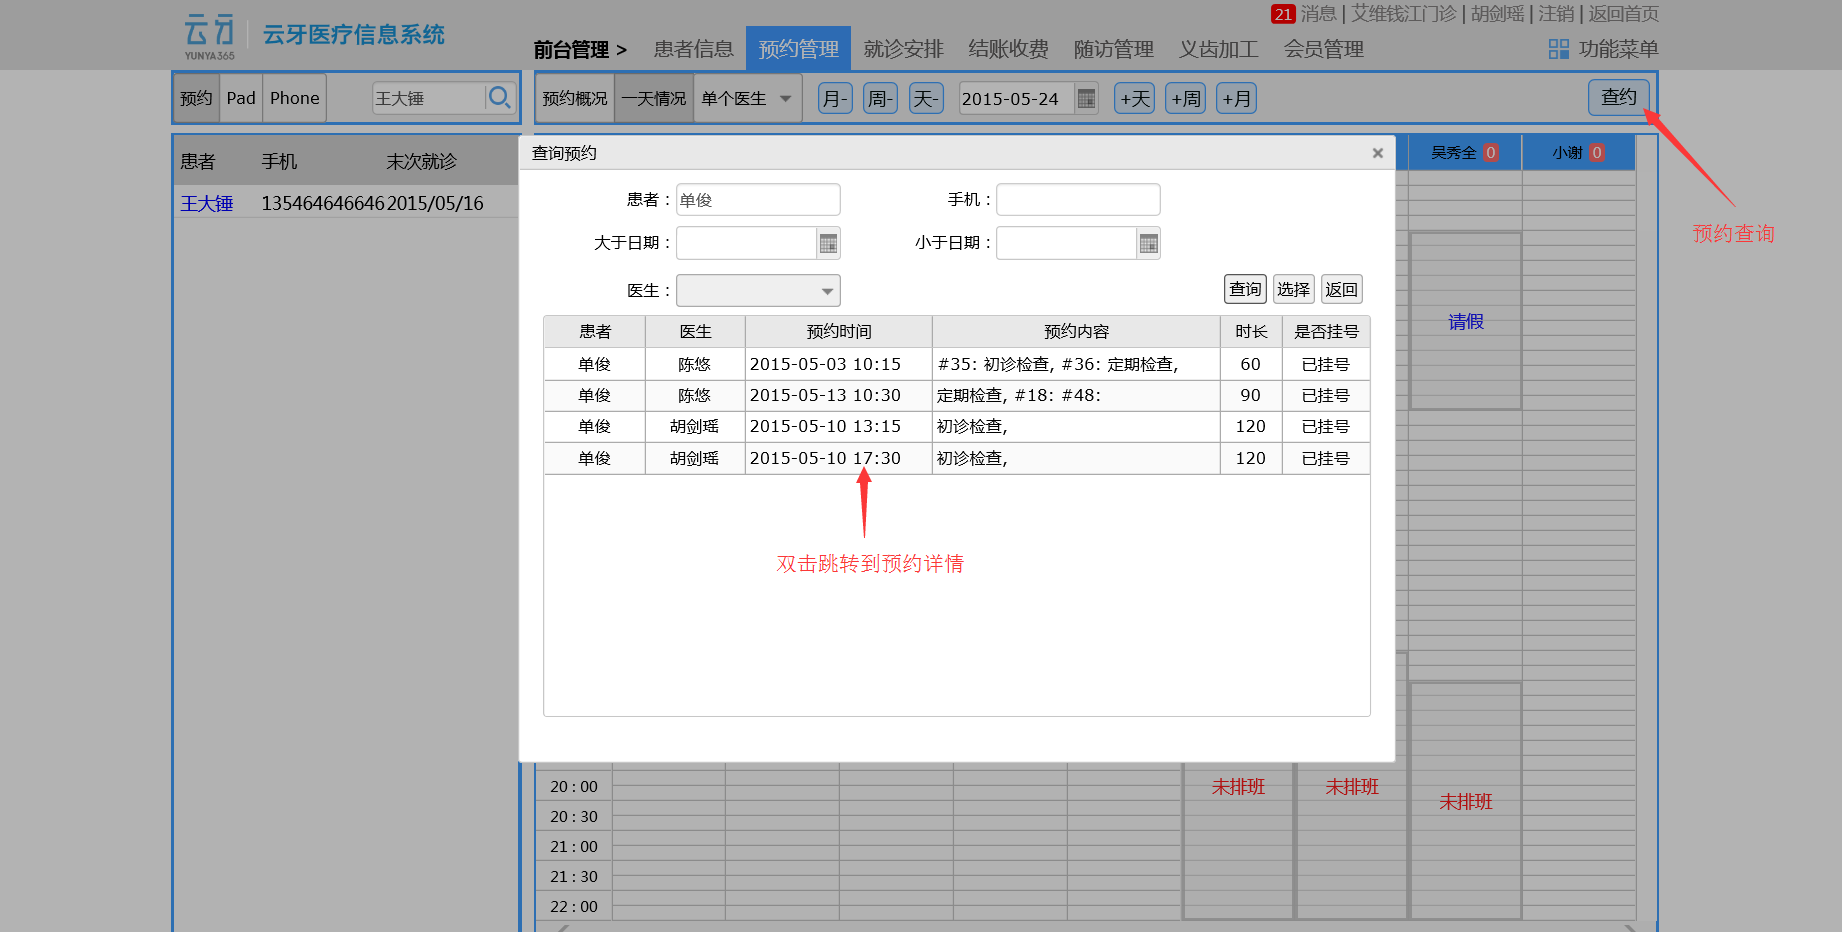 21 消息 | 艾维钱江门诊 | 胡剑瑶 | 注销 | 返回首页
云牙 YUNYA365 云牙医疗信息系统
前台管理 > 患者信息 预约管理 就诊安排 结账收费 随访管理 义齿加工 会员管理 功能菜单
预约 Pad Phone 王大锤 预约概况 一天情况 单个医生 月- 周- 天- 2015-05-24 +天 +周 +月 查约
患者 手机 末次就诊
王大锤 135464646646 2015/05/16
吴秀全 0 小谢 0
预约查询
请假
查询预约 ×
患者： 单俊 手机：
大于日期： 小于日期：
医生： 查询 选择 返回
患者 医生 预约时间 预约内容 时长 是否挂号
单俊 陈悠 2015-05-03 10:15 #35: 初诊检查, #36: 定期检查, 60 已挂号
单俊 陈悠 2015-05-13 10:30 定期检查, #18: #48: 90 已挂号
单俊 胡剑瑶 2015-05-10 13:15 初诊检查, 120 已挂号
单俊 胡剑瑶 2015-05-10 17:30 初诊检查, 120 已挂号
双击跳转到预约详情
20 : 00 未排班 未排班 未排班
20 : 30
21 : 00
21 : 30
22 : 00